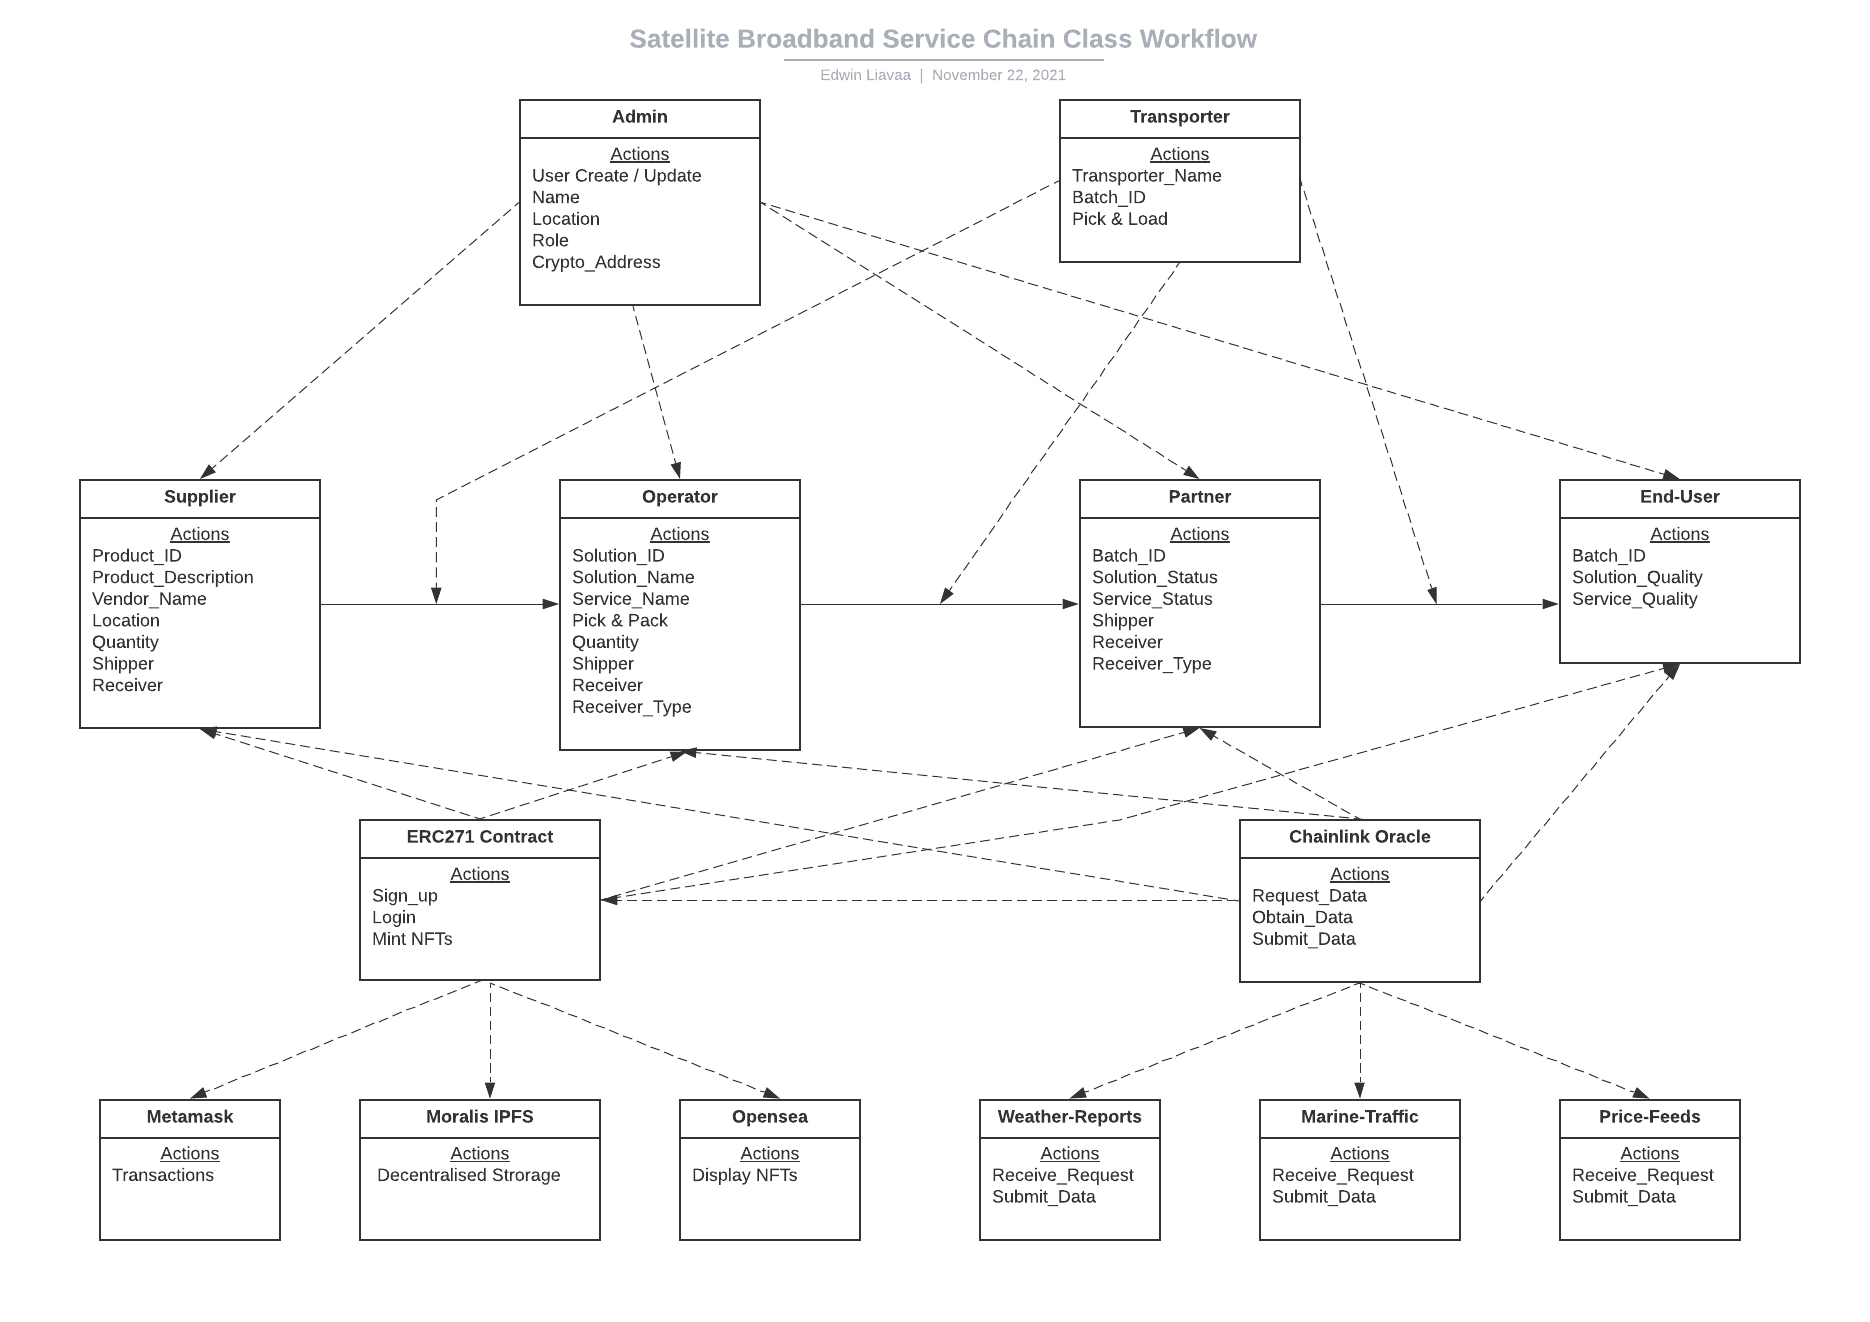 Satellite Broadband Service Chain Class Workflow
Edwin Liavaa | November 22, 2021
Admin
Actions
User Create / Update
Name
Location
Role
Crypto_Address
Transporter
Actions
Transporter_Name
Batch_ID
Pick & Load
Supplier
Actions
Product_ID
Product_Description
Vendor_Name
Location
Quantity
Shipper
Receiver
Operator
Actions
Solution_ID
Solution_Name
Service_Name
Pick & Pack
Quantity
Shipper
Receiver
Receiver_Type
Partner
Actions
Batch_ID
Solution_Status
Service_Status
Shipper
Receiver
Receiver_Type
End-User
Actions
Batch_ID
Solution_Quality
Service_Quality
ERC271 Contract
Actions
Sign_up
Login
Mint NFTs
Chainlink Oracle
Actions
Request_Data
Obtain_Data
Submit_Data
Metamask
Actions
Transactions
Moralis IPFS
Actions
Decentralised Strorage
Opensea
Actions
Display NFTs
Weather-Reports
Actions
Receive_Request
Submit_Data
Marine-Traffic
Actions
Receive_Request
Submit_Data
Price-Feeds
Actions
Receive_Request
Submit_Data